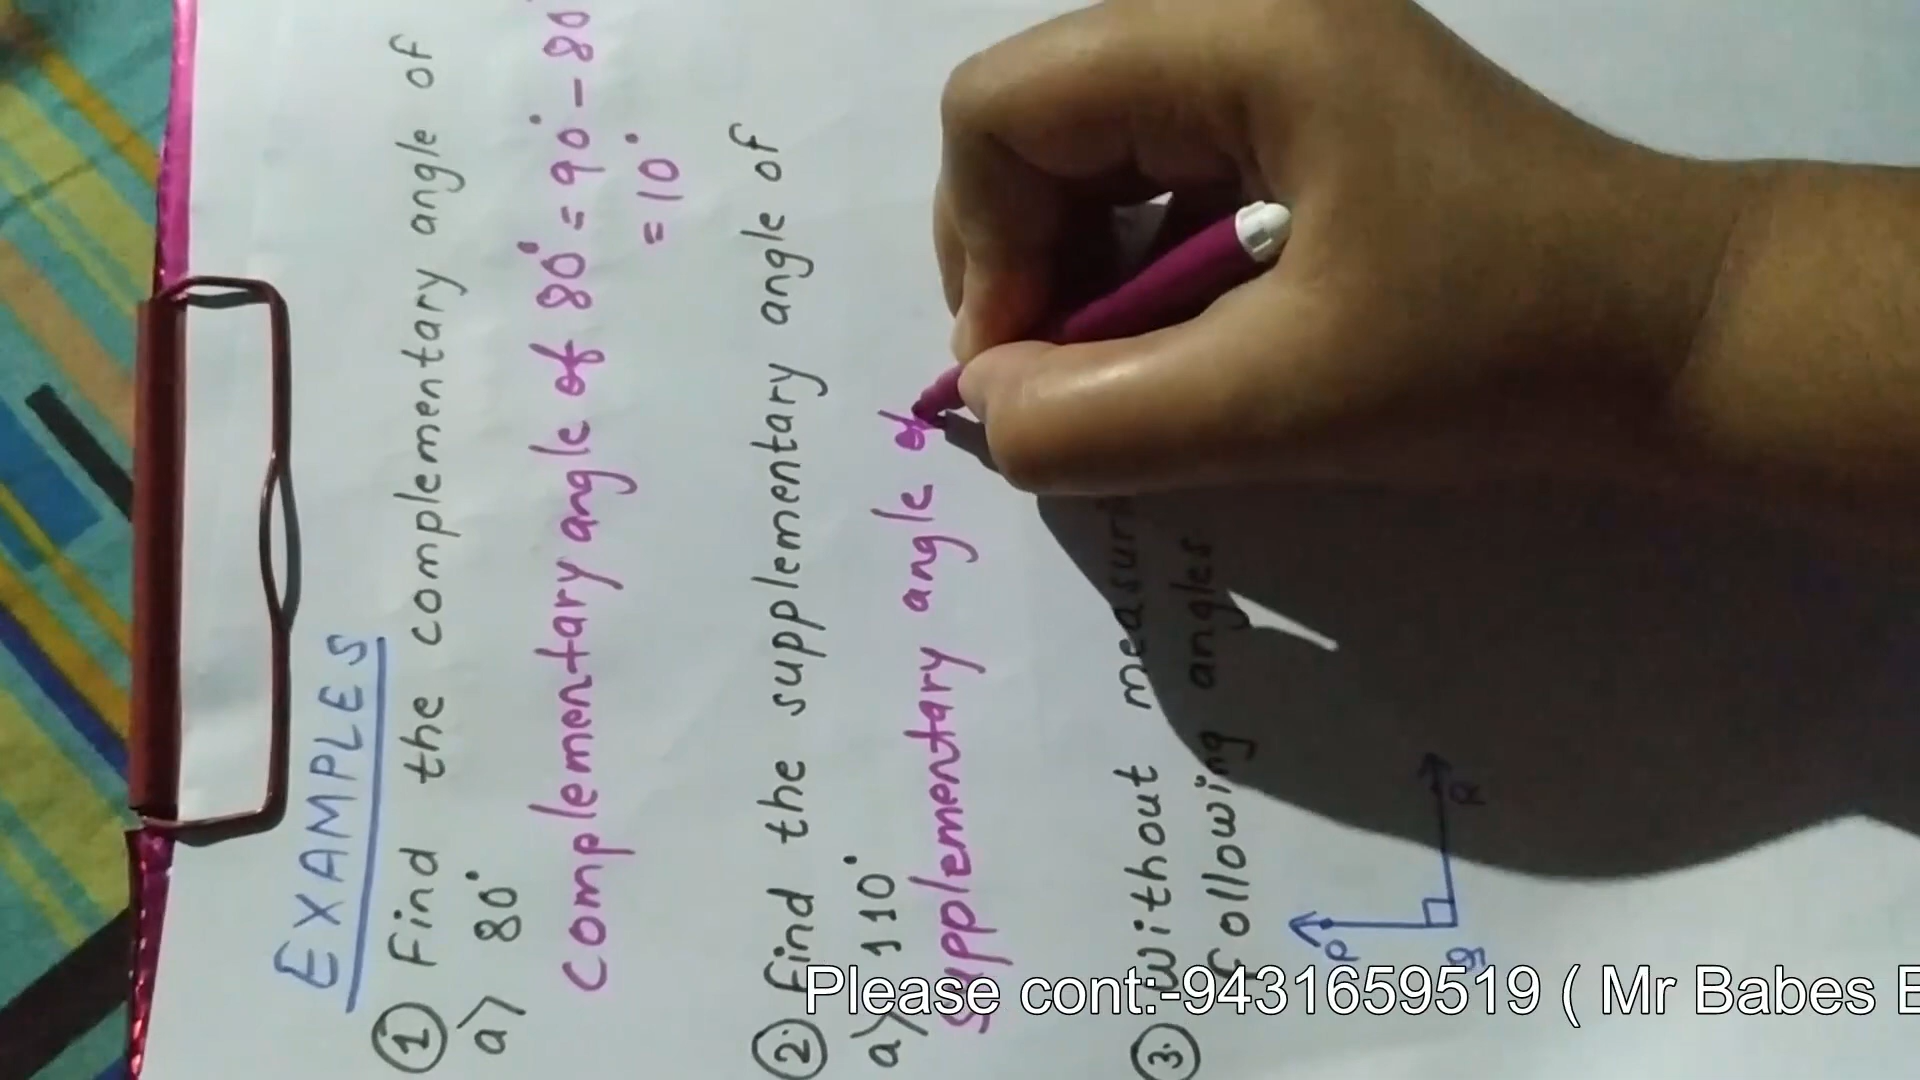 EXAMPLES
① Find the complementary angle of
a) 80°
complementary angle of 80° = 90° - 80°
= 10°
②. Find the supplementary angle of
a) 110°
Supplementary angle of
③. Without
following angles
P
Q
R
Please cont:-9431659519 ( Mr Babes